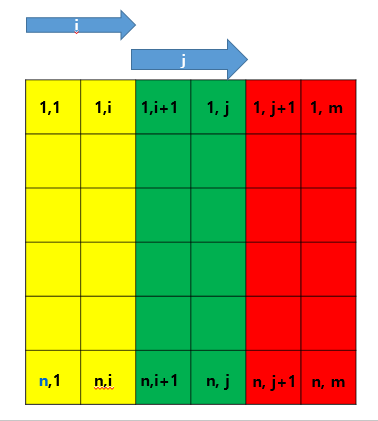 i
j
1,1 1,i 1,i+1 1, j 1, j+1 1, m
n,1 n,i n,i+1 n, j n, j+1 n, m